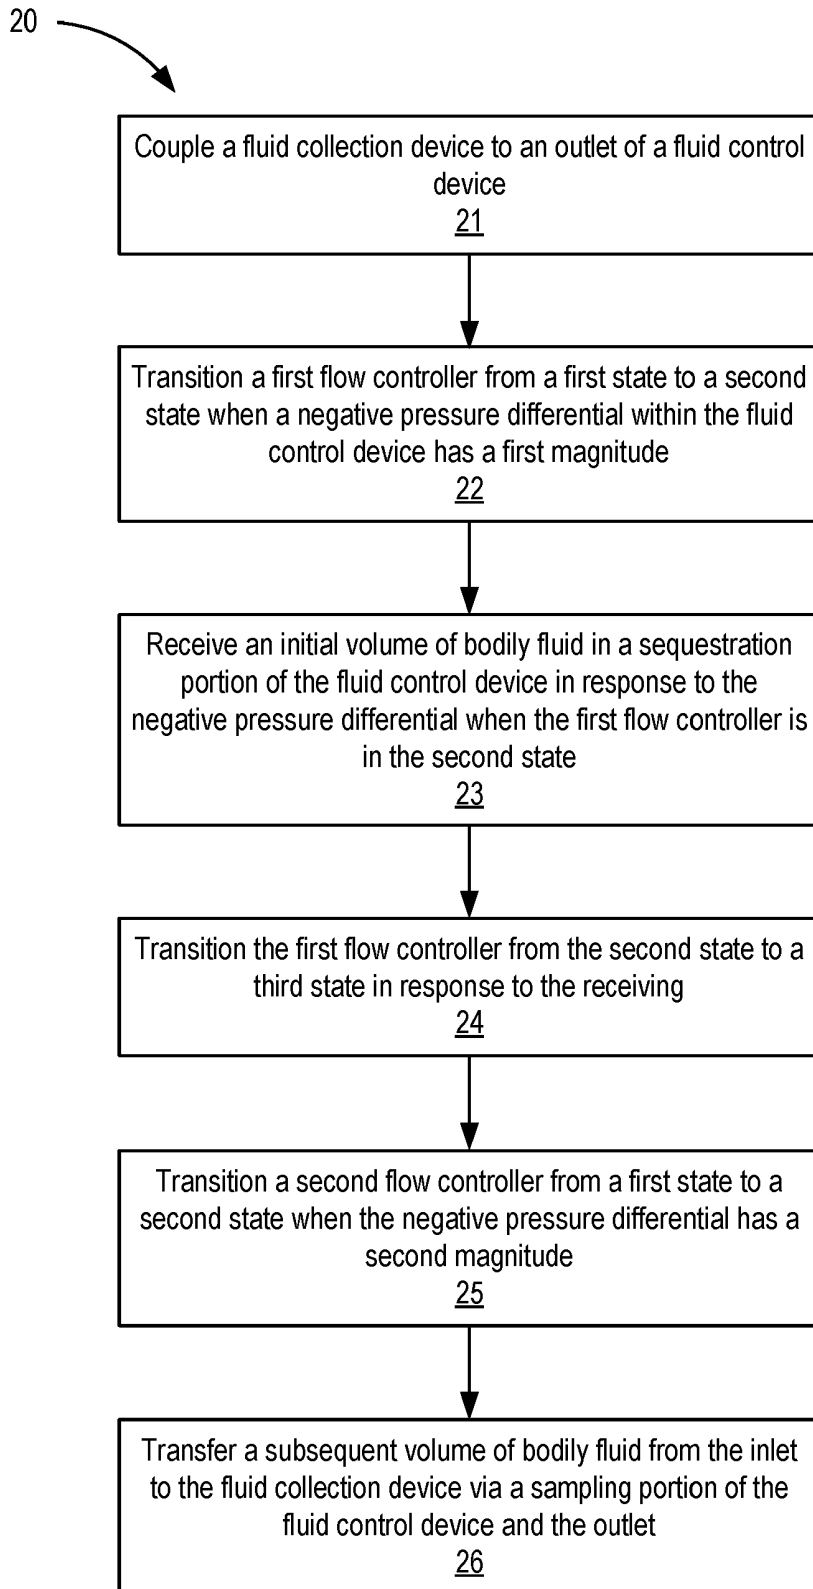 20
Couple a fluid collection device to an outlet of a fluid control
device
21
Transition a first flow controller from a first state to a second
state when a negative pressure differential within the fluid
control device has a first magnitude
22
Receive an initial volume of bodily fluid in a sequestration
portion of the fluid control device in response to the
negative pressure differential when the first flow controller is
in the second state
23
Transition the first flow controller from the second state to a
third state in response to the receiving
24
Transition a second flow controller from a first state to a
second state when the negative pressure differential has a
second magnitude
25
Transfer a subsequent volume of bodily fluid from the inlet
to the fluid collection device via a sampling portion of the
fluid control device and the outlet
26